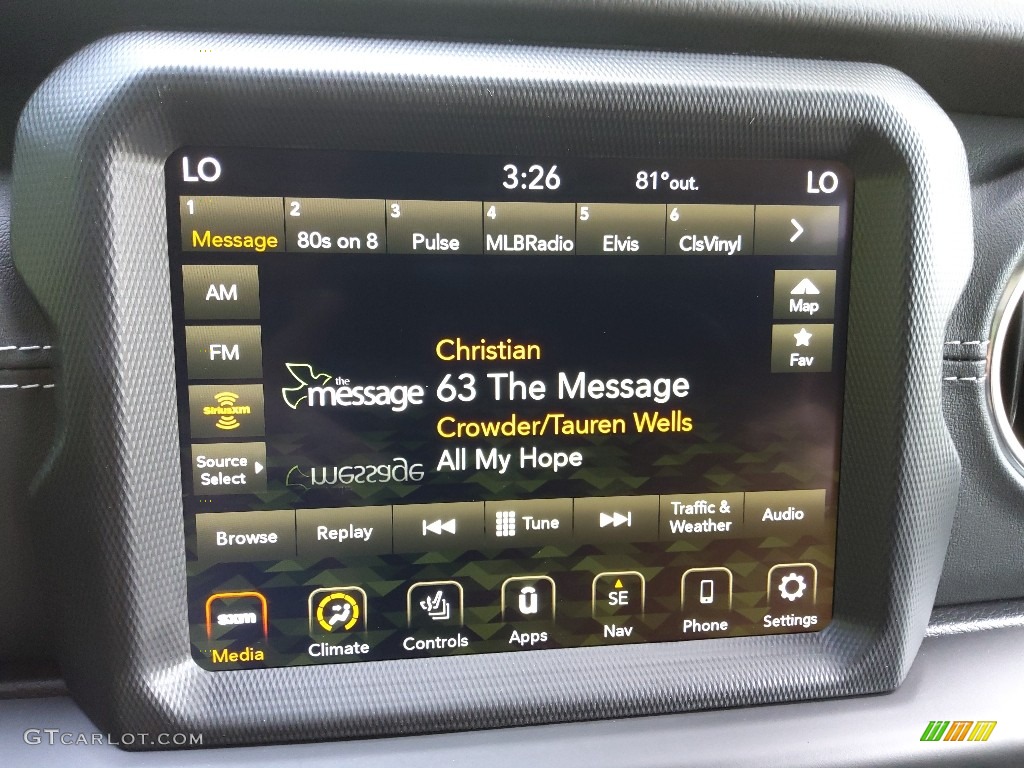 LO 3:26 81°out. LO
1 2 3 4 5 6
Message 80s on 8 Pulse MLBRadio Elvis ClsVinyl
AM
FM
SiriusXM
Source
Select
Map
Fav
the
message
Christian
63 The Message
Crowder/Tauren Wells
All My Hope
message
Browse Replay Tune Traffic &
Weather Audio
sxm
Media Climate Controls Apps
SE
Nav Phone Settings
GTCARLOT.COM